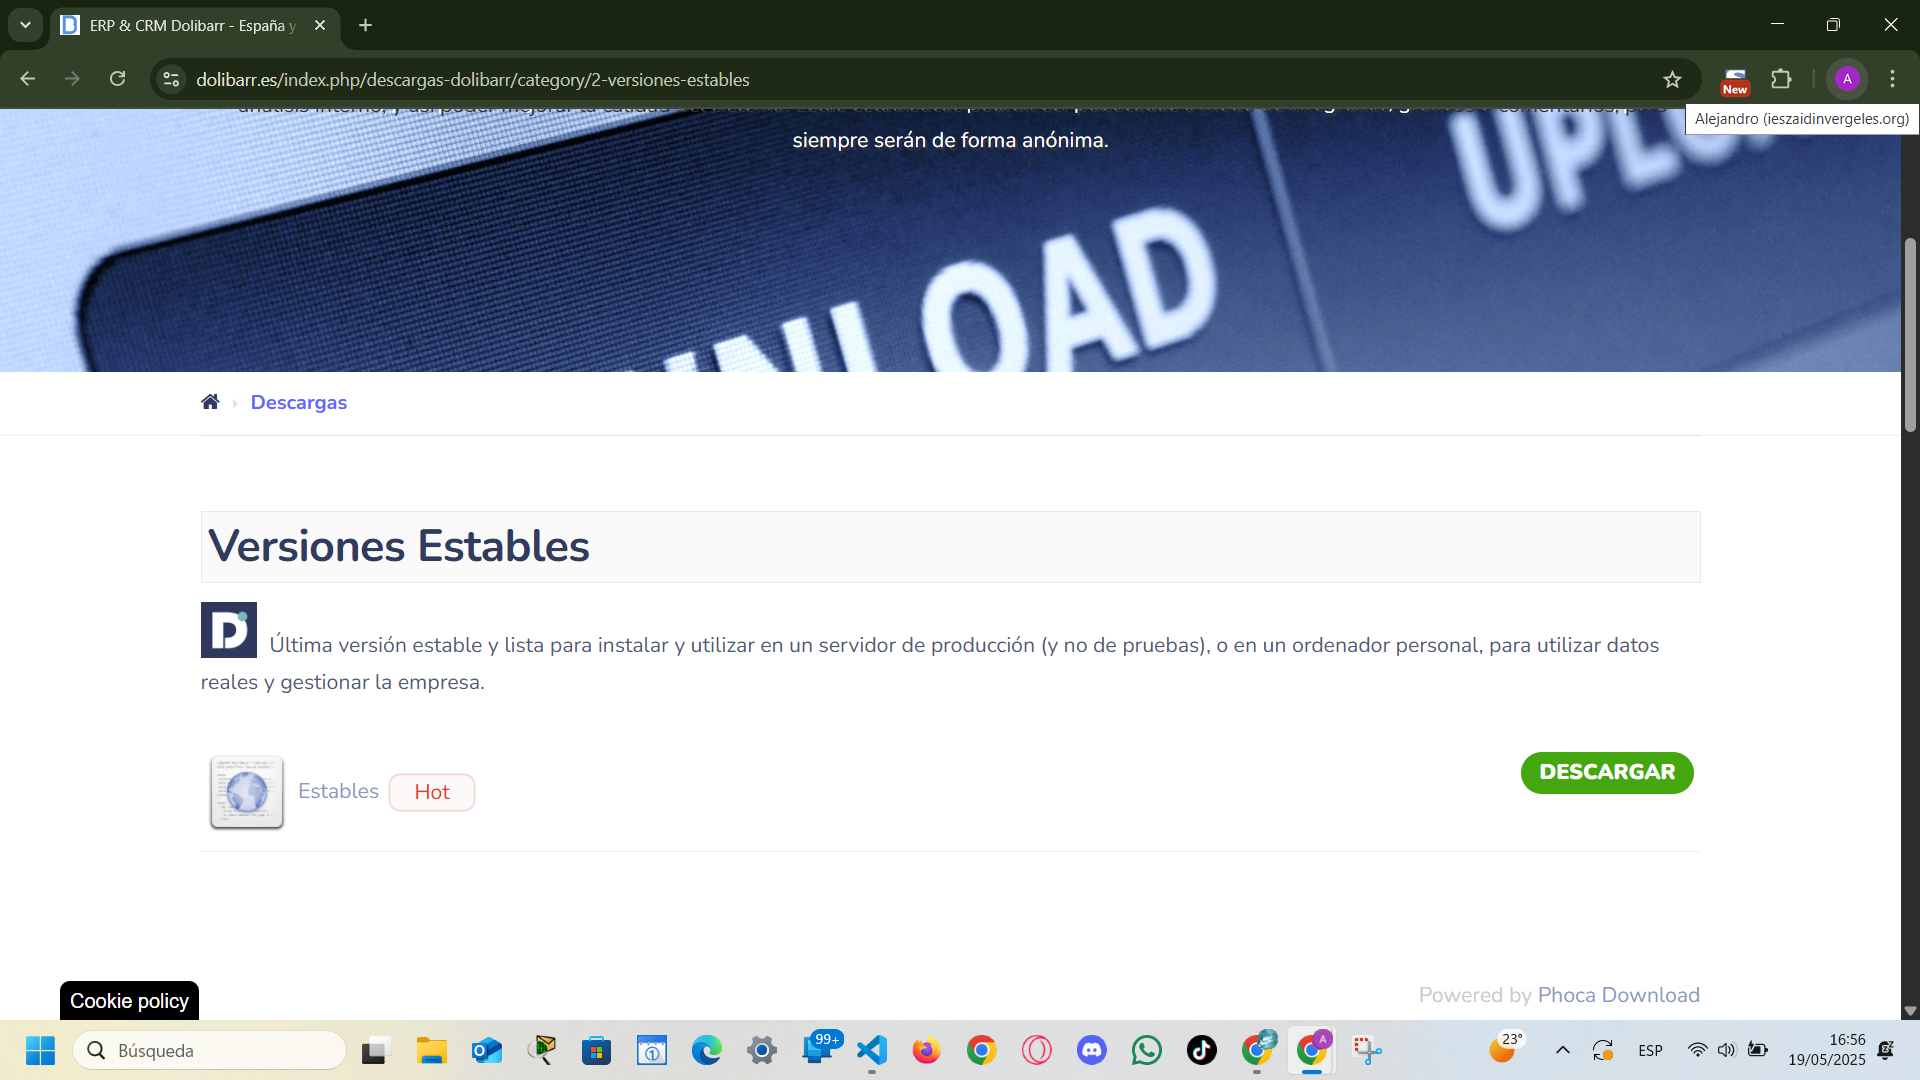 ERP & CRM Dolibarr - España y
dolibarr.es/index.php/descargas-dolibarr/category/2-versiones-estables
New
A
Alejandro (ieszaidinvergeles.org)
siempre serán de forma anónima.
DOWNLOAD
Descargas
Versiones Estables
D
Última versión estable y lista para instalar y utilizar en un servidor de producción (y no de pruebas), o en un ordenador personal, para utilizar datos
reales y gestionar la empresa.
Estables
Hot
DESCARGAR
Powered by Phoca Download
Cookie policy
Búsqueda
99+
A
23°
ESP
16:56
19/05/2025